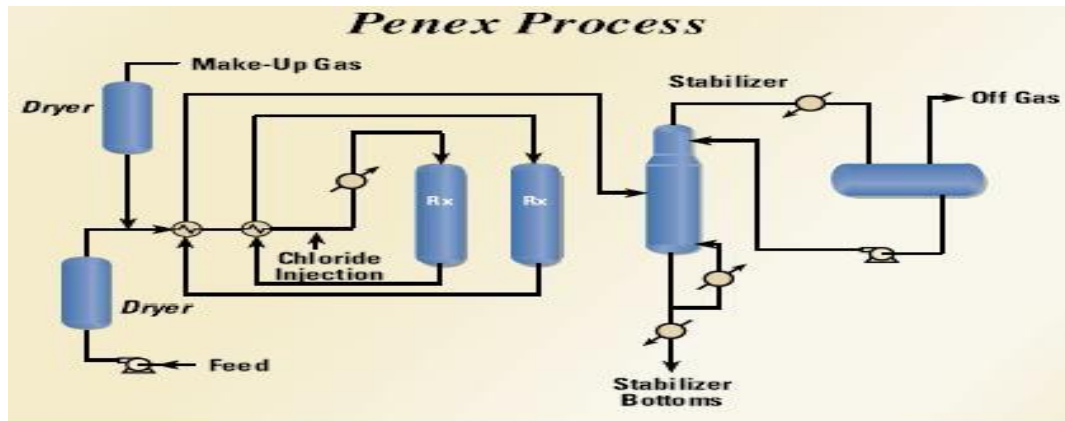 Penex Process
Make-Up Gas
Stabilizer
Off Gas
Dryer
Rx
Rx
Chloride
Injection
Dryer
Feed
Stabilizer
Bottoms